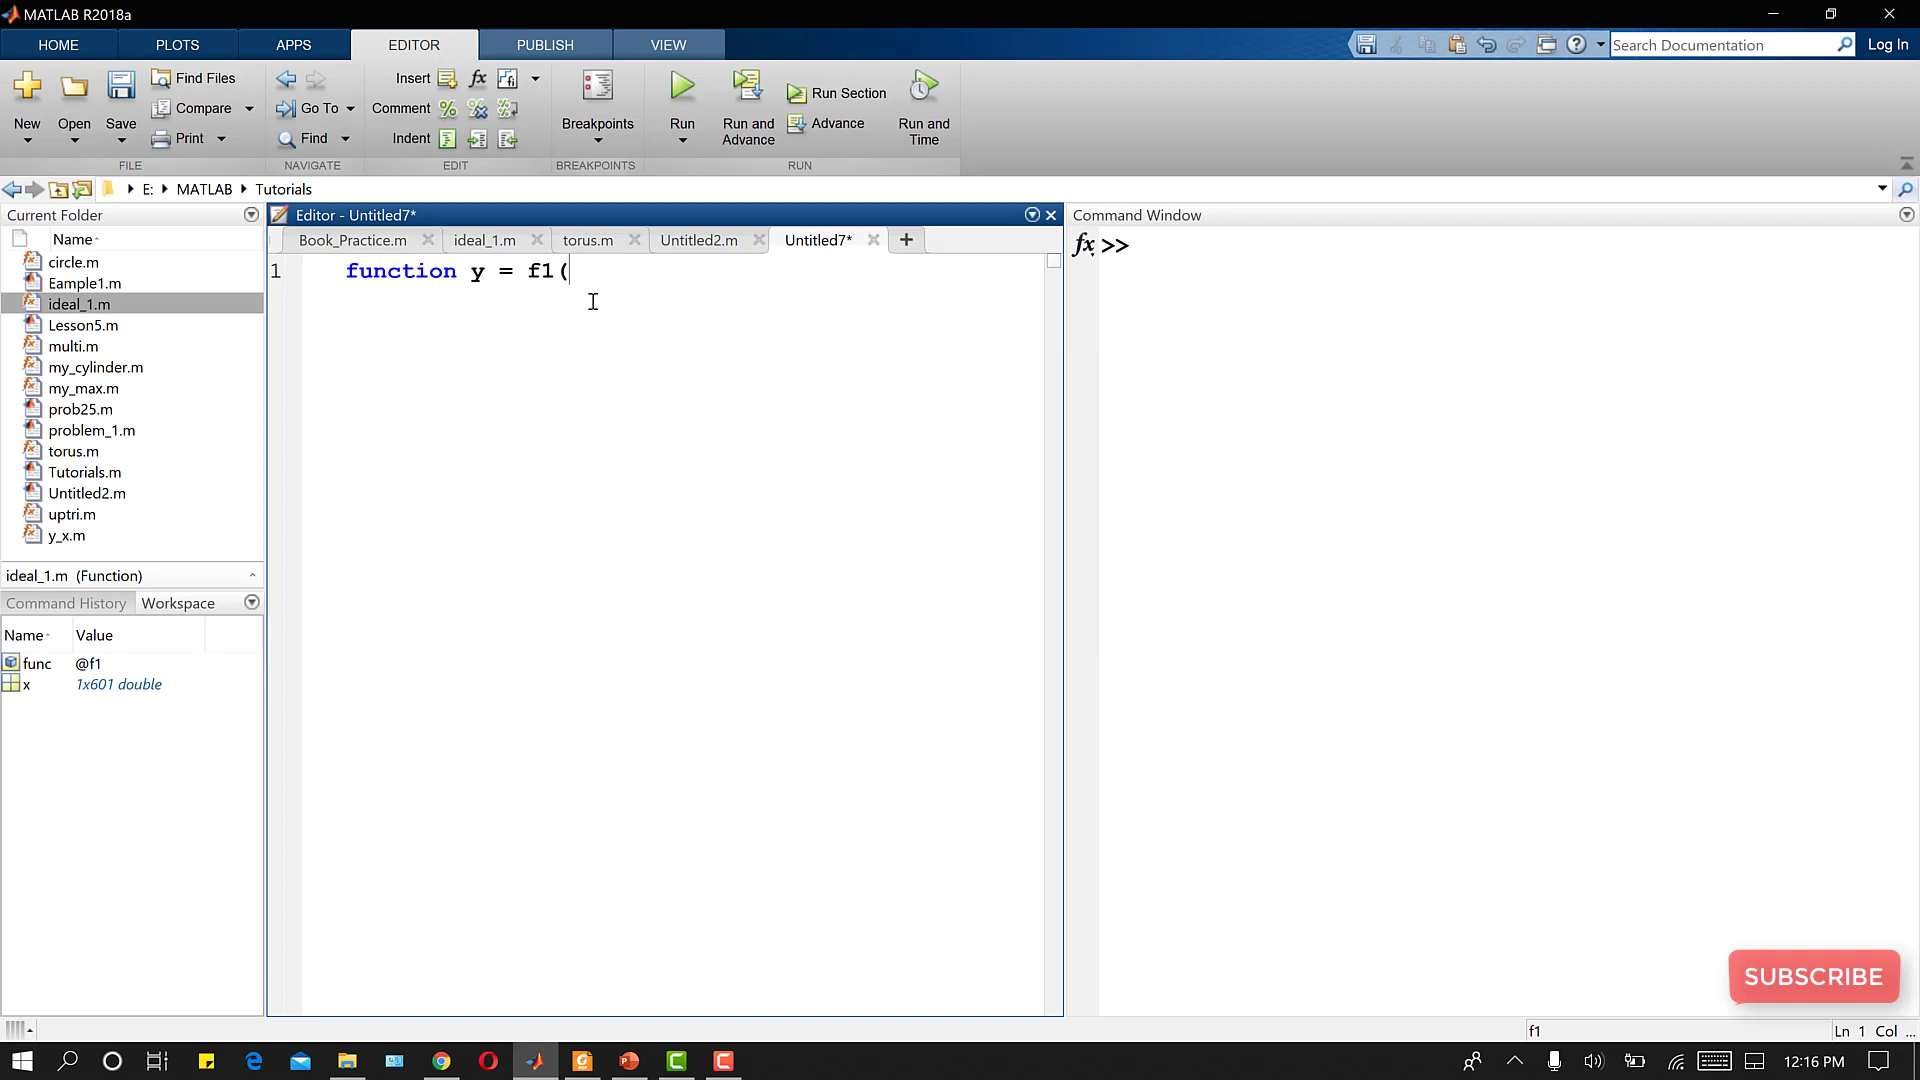 MATLAB R2018a
HOME PLOTS APPS EDITOR PUBLISH VIEW
Search Documentation Log In
New Open Save Find Files Compare Print
FILE
Go To Find
NAVIGATE
Insert fx
Comment
Indent
EDIT
Breakpoints
BREAKPOINTS
Run Run and Advance Run Section Advance Run and Time
RUN
E: MATLAB Tutorials
Current Folder
Name
circle.m
Eample1.m
ideal_1.m
Lesson5.m
multi.m
my_cylinder.m
my_max.m
prob25.m
problem_1.m
torus.m
Tutorials.m
Untitled2.m
uptri.m
y_x.m
ideal_1.m (Function)
Command History Workspace
Name Value
func @f1
x 1x601 double
Editor - Untitled7*
Book_Practice.m ideal_1.m torus.m Untitled2.m Untitled7* +
1 function y = f1(
Command Window
fx >>
SUBSCRIBE
f1 Ln 1 Col ...
12:16 PM